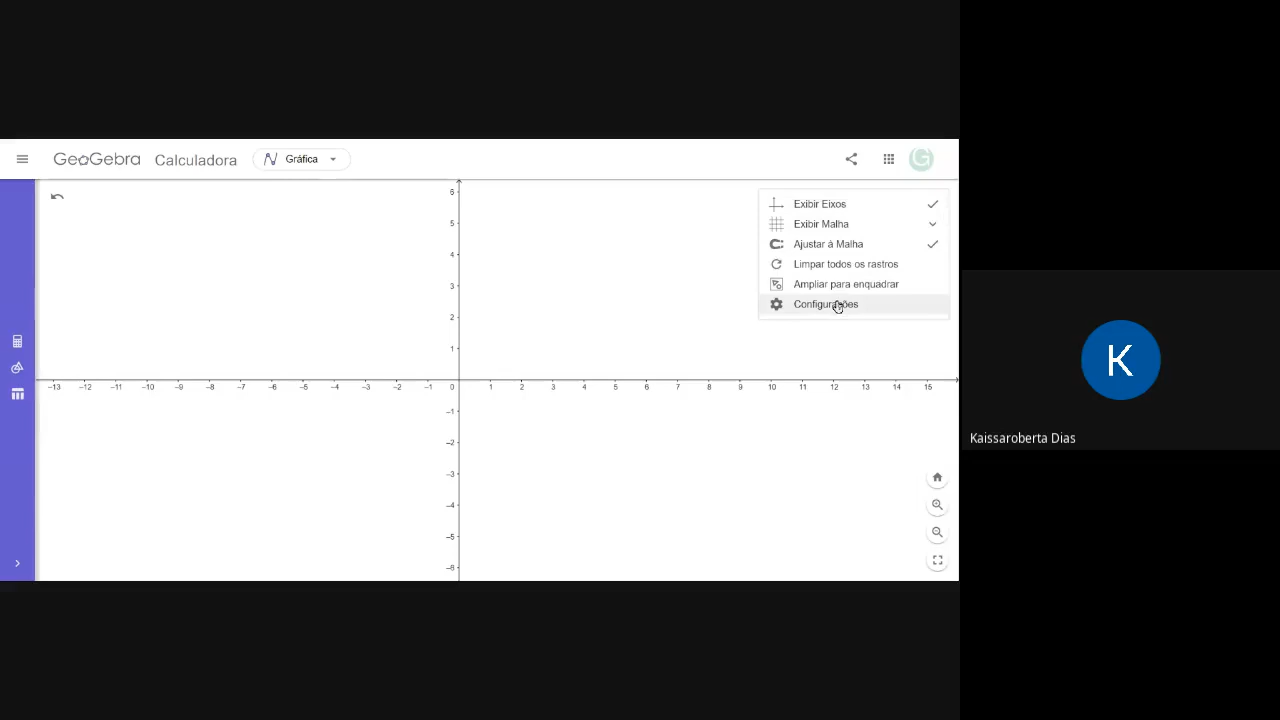 GeoGebra Calculadora Gráfica G
Exibir Eixos
Exibir Malha
Ajustar à Malha
Limpar todos os rastros
Ampliar para enquadrar
Configurações
6
5
4
3
2
1
−13 −12 −11 −10 −9 −8 −7 −6 −5 −4 −3 −2 −1 0 1 2 3 4 5 6 7 8 9 10 11 12 13 14 15
−1
−2
−3
−4
−5
−6
K
Kaissaroberta Dias